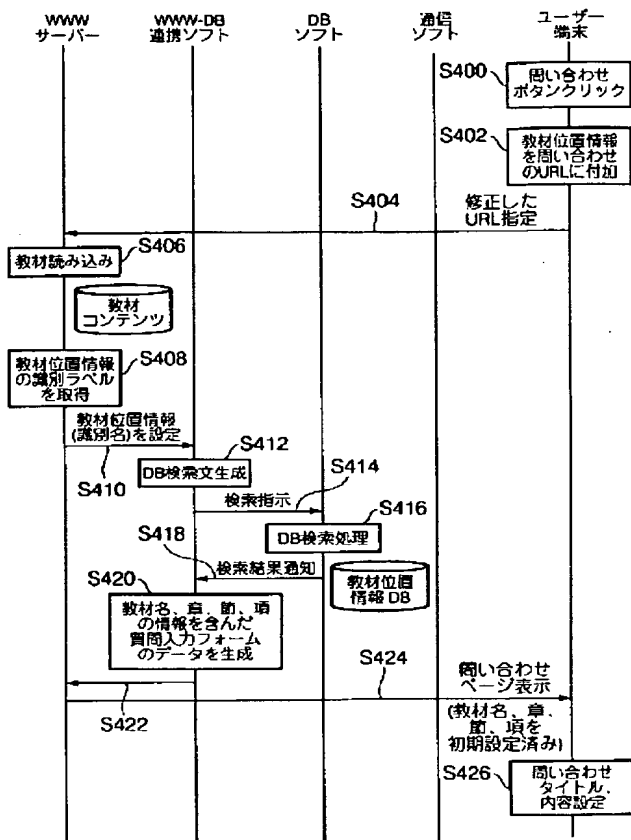 WWW
サーバー
WWW-DB
連携ソフト
DB
ソフト
通信
ソフト
ユーザー
端末
S400
問い合わせ
ボタンクリック
S402
教材位置情報
を問い合わせ
のURLに付加
S404
修正した
URL指定
S406
教材読み込み
教材
コンテンツ
S408
教材位置情報
の識別ラベル
を取得
教材位置情報
(識別名)を設定
S410
S412
DB検索文生成
S414
検索指示
S416
DB検索処理
S418
検索結果通知
教材位置
情報 DB
S420
教材名、章、節、項
の情報を含んだ
質問入力フォーム
のデータを生成
S422
S424
問い合わせ
ページ表示
(教材名、章、
節、項を
初期設定済み)
S426
問い合わせ
タイトル、
内容設定